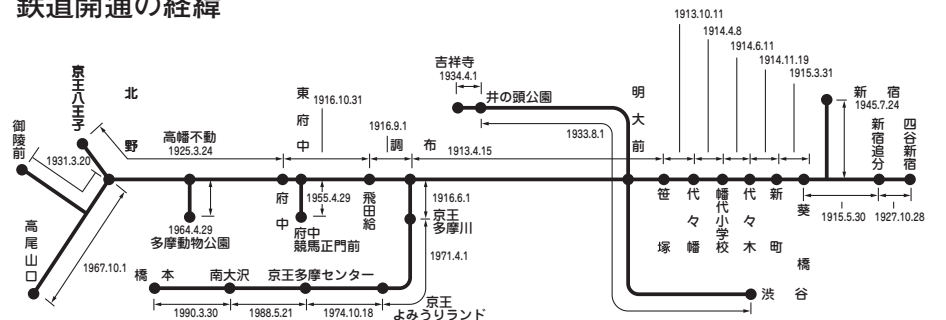 鉄道開通の経緯
1913.10.11
1914.4.8
1914.6.11
1914.11.19
1915.3.31
吉祥寺
1934.4.1
井の頭公園
1933.8.1
明大前
新宿
1945.7.24
新宿追分
四谷新宿
京王八王子
北野
御陵前
1931.3.20
高幡不動
1925.3.24
東府中
1916.10.31
1916.9.1
調布
1913.4.15
府中
1955.4.29
飛田給
1916.6.1
京王
多摩川
笹塚
代々幡
幡代小学校
代々木
新町
葵橋
1915.5.30
1927.10.28
1964.4.29
多摩動物公園
府中
競馬正門前
1971.4.1
高尾山口
1967.10.1
橋本
南大沢
京王多摩センター
京王
よみうりランド
1990.3.30
1988.5.21
1974.10.18
渋谷